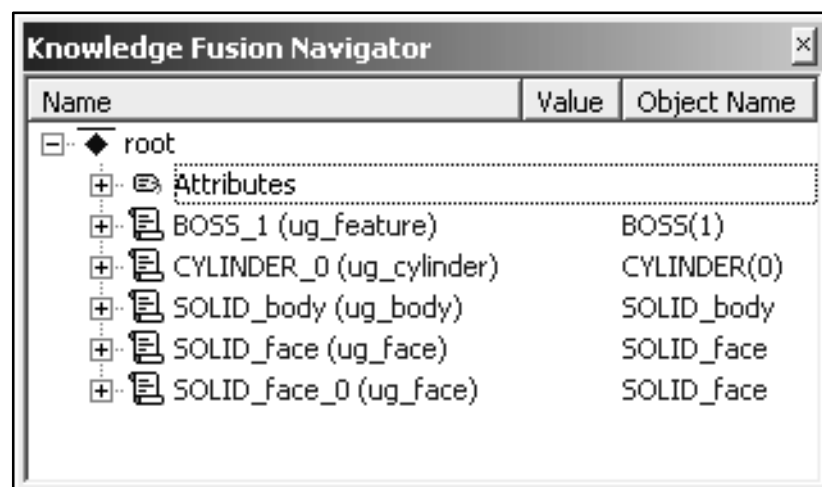 Knowledge Fusion Navigator
Name Value Object Name
root
Attributes
BOSS_1 (ug_feature) BOSS(1)
CYLINDER_0 (ug_cylinder) CYLINDER(0)
SOLID_body (ug_body) SOLID_body
SOLID_face (ug_face) SOLID_face
SOLID_face_0 (ug_face) SOLID_face